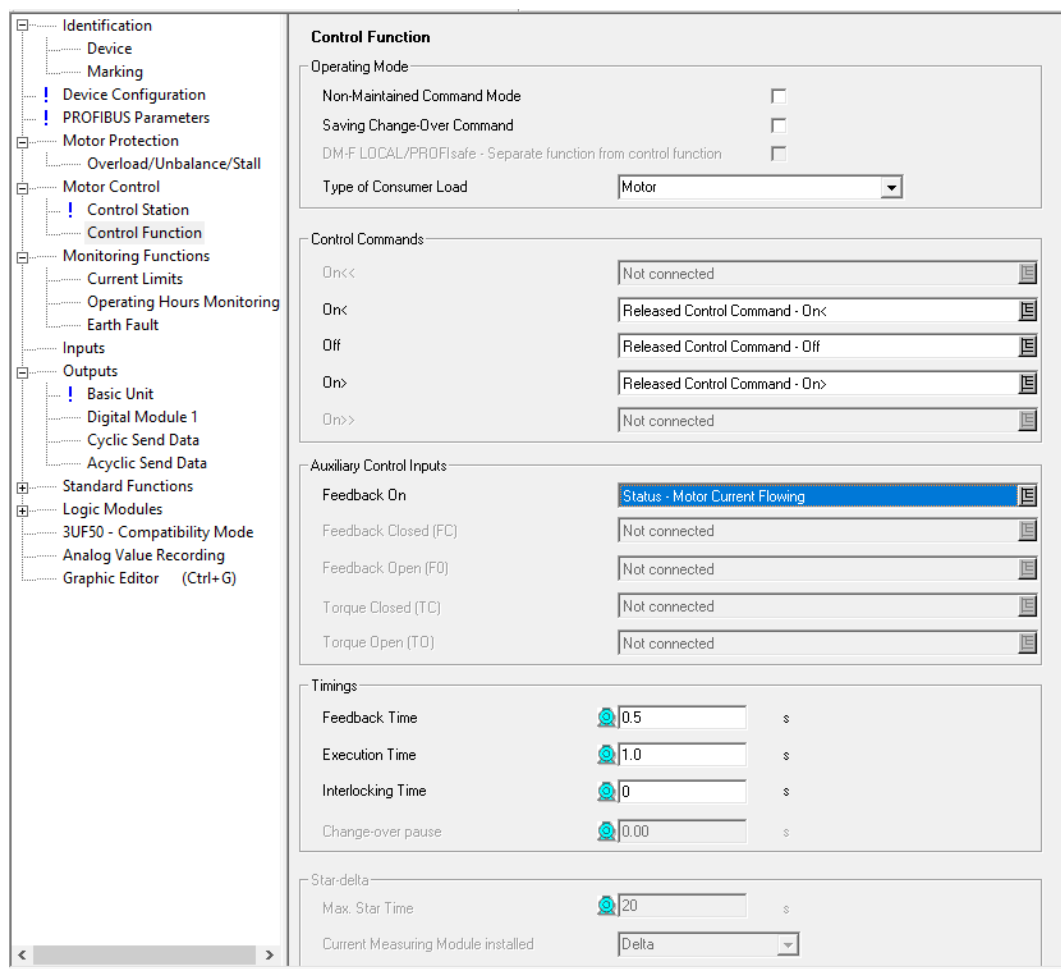 Identification
Device
Marking
! Device Configuration
! PROFIBUS Parameters
Motor Protection
Overload/Unbalance/Stall
Motor Control
! Control Station
Control Function
Monitoring Functions
Current Limits
Operating Hours Monitoring
Earth Fault
Inputs
Outputs
! Basic Unit
Digital Module 1
Cyclic Send Data
Acyclic Send Data
Standard Functions
Logic Modules
3UF50 - Compatibility Mode
Analog Value Recording
Graphic Editor (Ctrl+G)
Control Function
Operating Mode
Non-Maintained Command Mode
Saving Change-Over Command
DM-F LOCAL/PROFIsafe - Separate function from control function
Type of Consumer Load Motor
Control Commands
On<< Not connected
On< Released Control Command - On<
Off Released Control Command - Off
On> Released Control Command - On>
On>> Not connected
Auxiliary Control Inputs
Feedback On Status - Motor Current Flowing
Feedback Closed (FC) Not connected
Feedback Open (FO) Not connected
Torque Closed (TC) Not connected
Torque Open (TO) Not connected
Timings
Feedback Time 0.5 s
Execution Time 1.0 s
Interlocking Time 0 s
Change-over pause 0.00 s
Star-delta
Max. Star Time 20 s
Current Measuring Module installed Delta